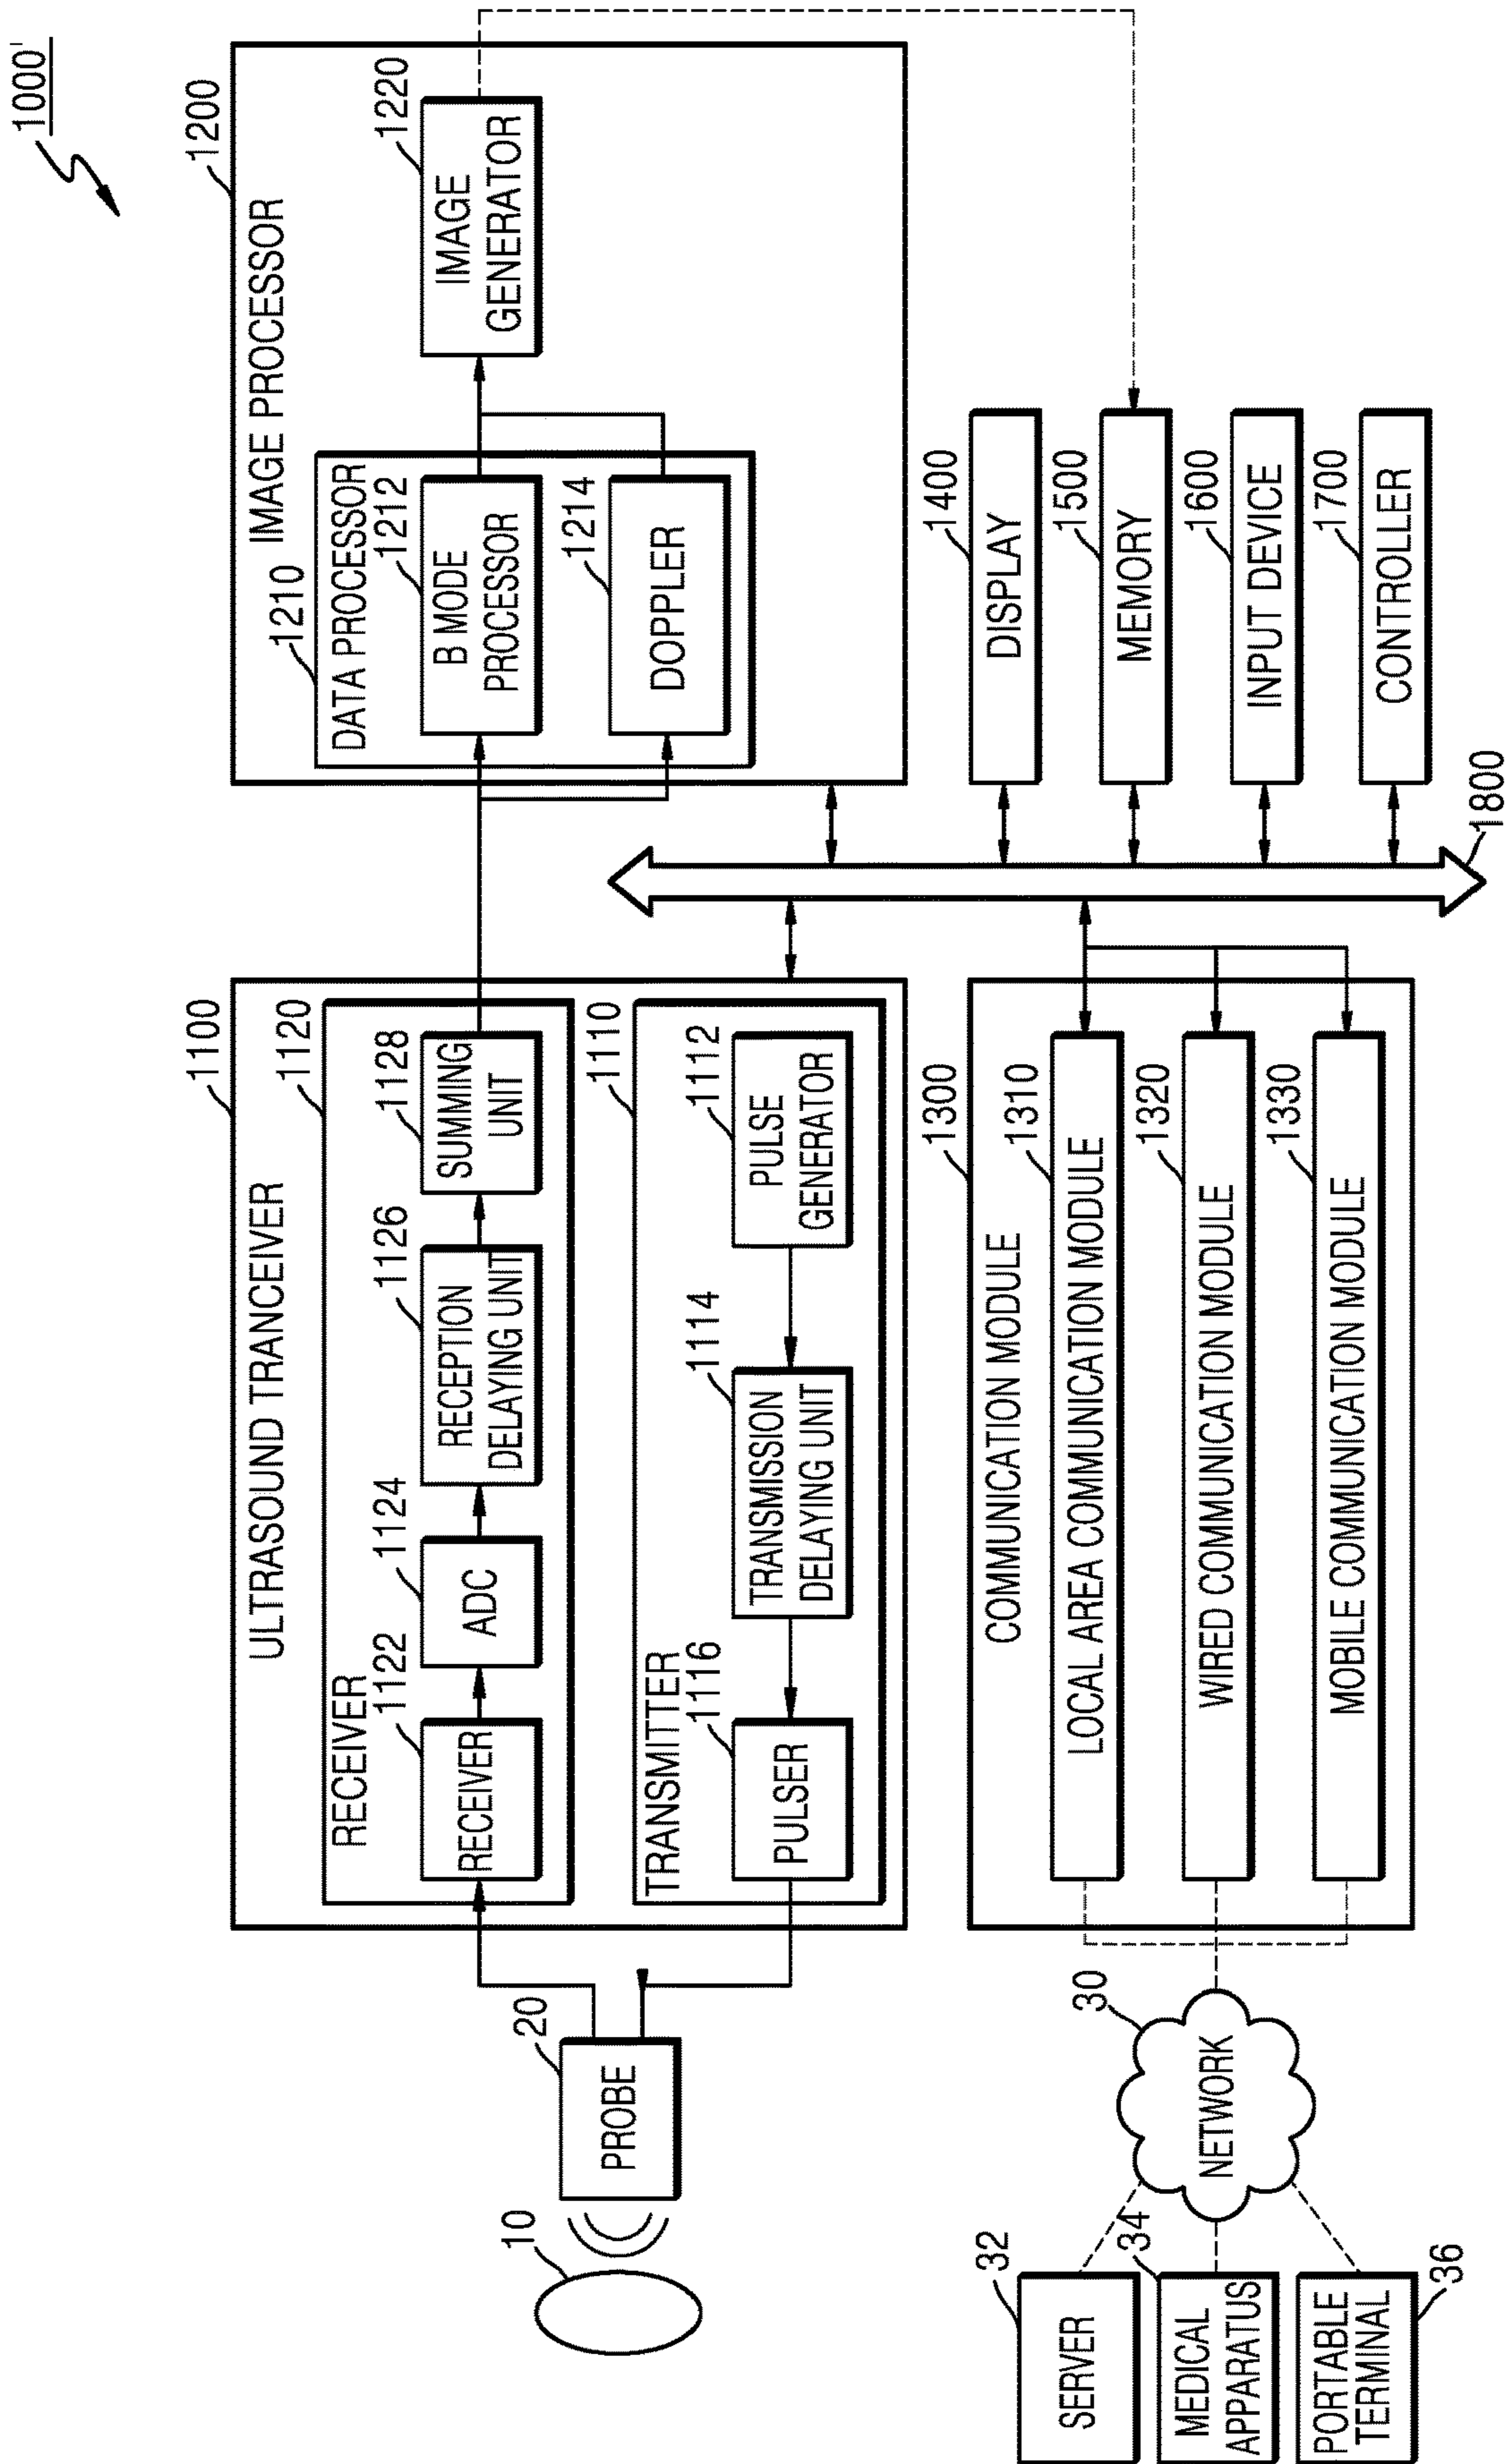 1000'
1100
ULTRASOUND TRANCEIVER
1120
RECEIVER
1122
RECEIVER
1124
ADC
1126
RECEPTION
DELAYING UNIT
1128
SUMMING
UNIT
1110
TRANSMITTER
1116
PULSER
1114
TRANSMISSION
DELAYING UNIT
1112
PULSE
GENERATOR
10
20
PROBE
1200
IMAGE PROCESSOR
1210
DATA PROCESSOR
1212
B MODE
PROCESSOR
1214
DOPPLER
1220
IMAGE
GENERATOR
1300
COMMUNICATION MODULE
1310
LOCAL AREA COMMUNICATION MODULE
1320
WIRED COMMUNICATION MODULE
1330
MOBILE COMMUNICATION MODULE
30
NETWORK
32
SERVER
34
MEDICAL
APPARATUS
36
PORTABLE
TERMINAL
1400
DISPLAY
1500
MEMORY
1600
INPUT DEVICE
1700
CONTROLLER
1800